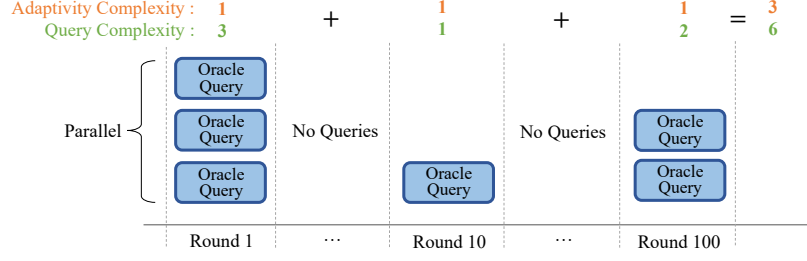 Adaptivity Complexity : 1 + 1 + 1 = 3
Query Complexity : 3 1 2 6
Oracle
Query
Parallel
Oracle
Query
No Queries
No Queries
Oracle
Query
Oracle
Query
Oracle
Query
Oracle
Query
Round 1 ... Round 10 ... Round 100